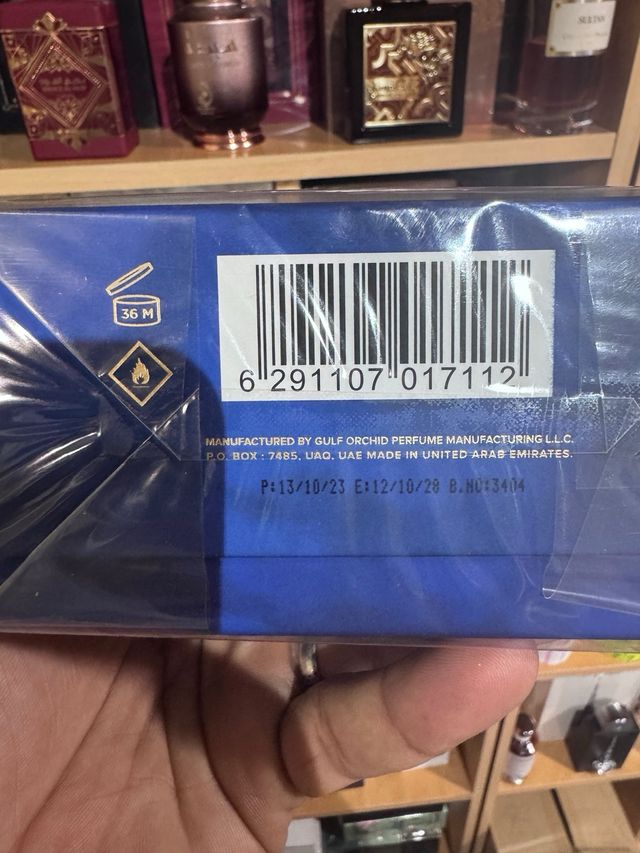 SULTAN
36 M
6 291107 017112
MANUFACTURED BY GULF ORCHID PERFUME MANUFACTURING L.L.C.
P.O. BOX : 7485, UAQ. UAE MADE IN UNITED ARAB EMIRATES.
P:13/10/23 E:12/10/28 B.NO:3404